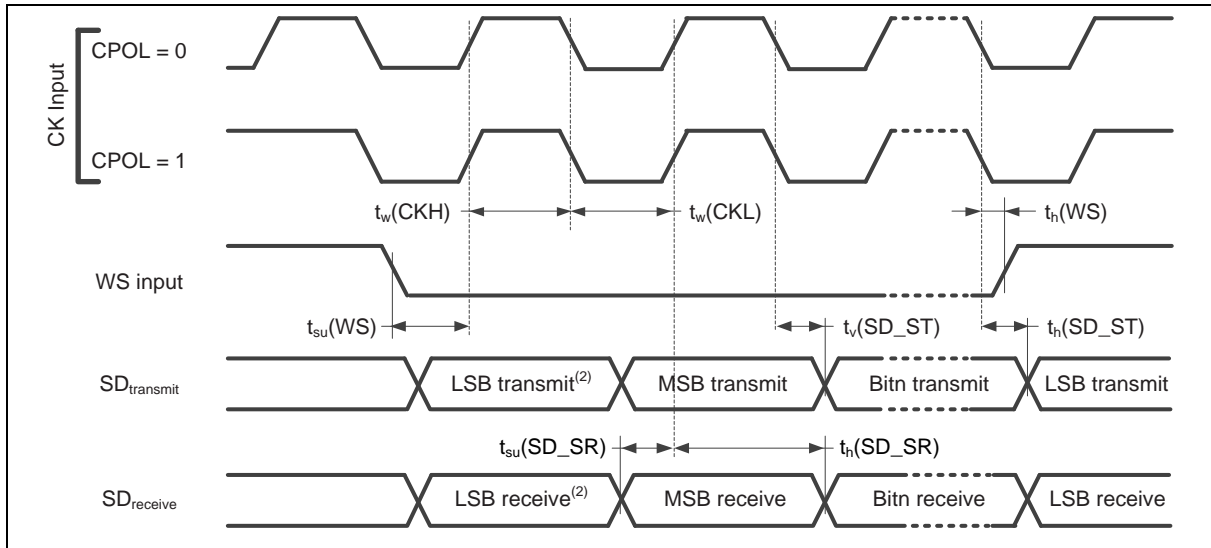 CK Input
CPOL = 0
CPOL = 1
tw(CKH)
tw(CKL)
th(WS)
WS input
tsu(WS)
tv(SD_ST)
th(SD_ST)
SDtransmit
LSB transmit(2)
MSB transmit
Bitn transmit
LSB transmit
tsu(SD_SR)
th(SD_SR)
SDreceive
LSB receive(2)
MSB receive
Bitn receive
LSB receive